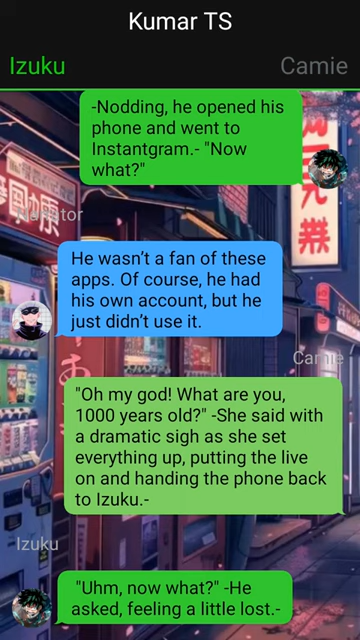 Kumar TS
Izuku
Camie
-Nodding, he opened his
phone and went to
Instantgram.- "Now
what?"
Narrator
He wasn't a fan of these
apps. Of course, he had
his own account, but he
just didn't use it.
Camie
"Oh my god! What are you,
1000 years old?" -She said with
a dramatic sigh as she set
everything up, putting the live
on and handing the phone back
to Izuku.-
Izuku
"Uhm, now what?" -He
asked, feeling a little lost.-